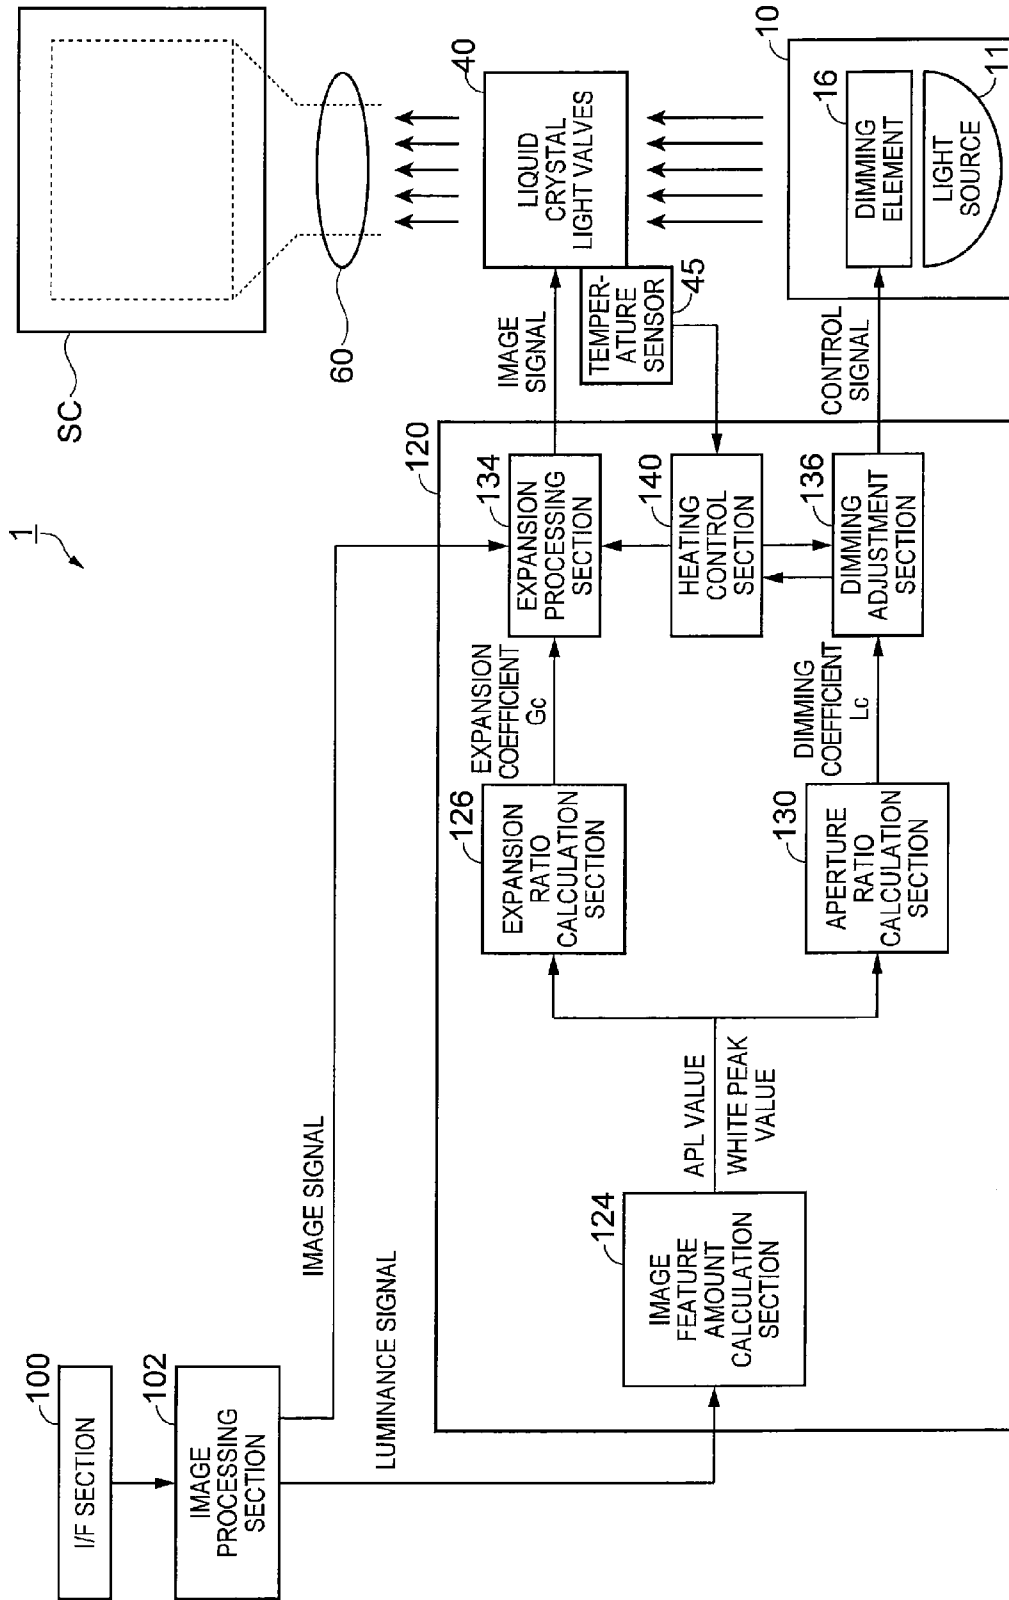 1
100
I/F SECTION
102
IMAGE
PROCESSING
SECTION
IMAGE SIGNAL
LUMINANCE SIGNAL
120
124
IMAGE
FEATURE
AMOUNT
CALCULATION
SECTION
APL VALUE
WHITE PEAK
VALUE
126
EXPANSION
RATIO
CALCULATION
SECTION
EXPANSION
COEFFICIENT
Gc
130
APERTURE
RATIO
CALCULATION
SECTION
DIMMING
COEFFICIENT
Lc
134
EXPANSION
PROCESSING
SECTION
140
HEATING
CONTROL
SECTION
136
DIMMING
ADJUSTMENT
SECTION
IMAGE
SIGNAL
CONTROL
SIGNAL
SC
60
40
LIQUID
CRYSTAL
LIGHT VALVES
TEMPER-
ATURE
SENSOR
45
10
16
DIMMING
ELEMENT
LIGHT
SOURCE
11